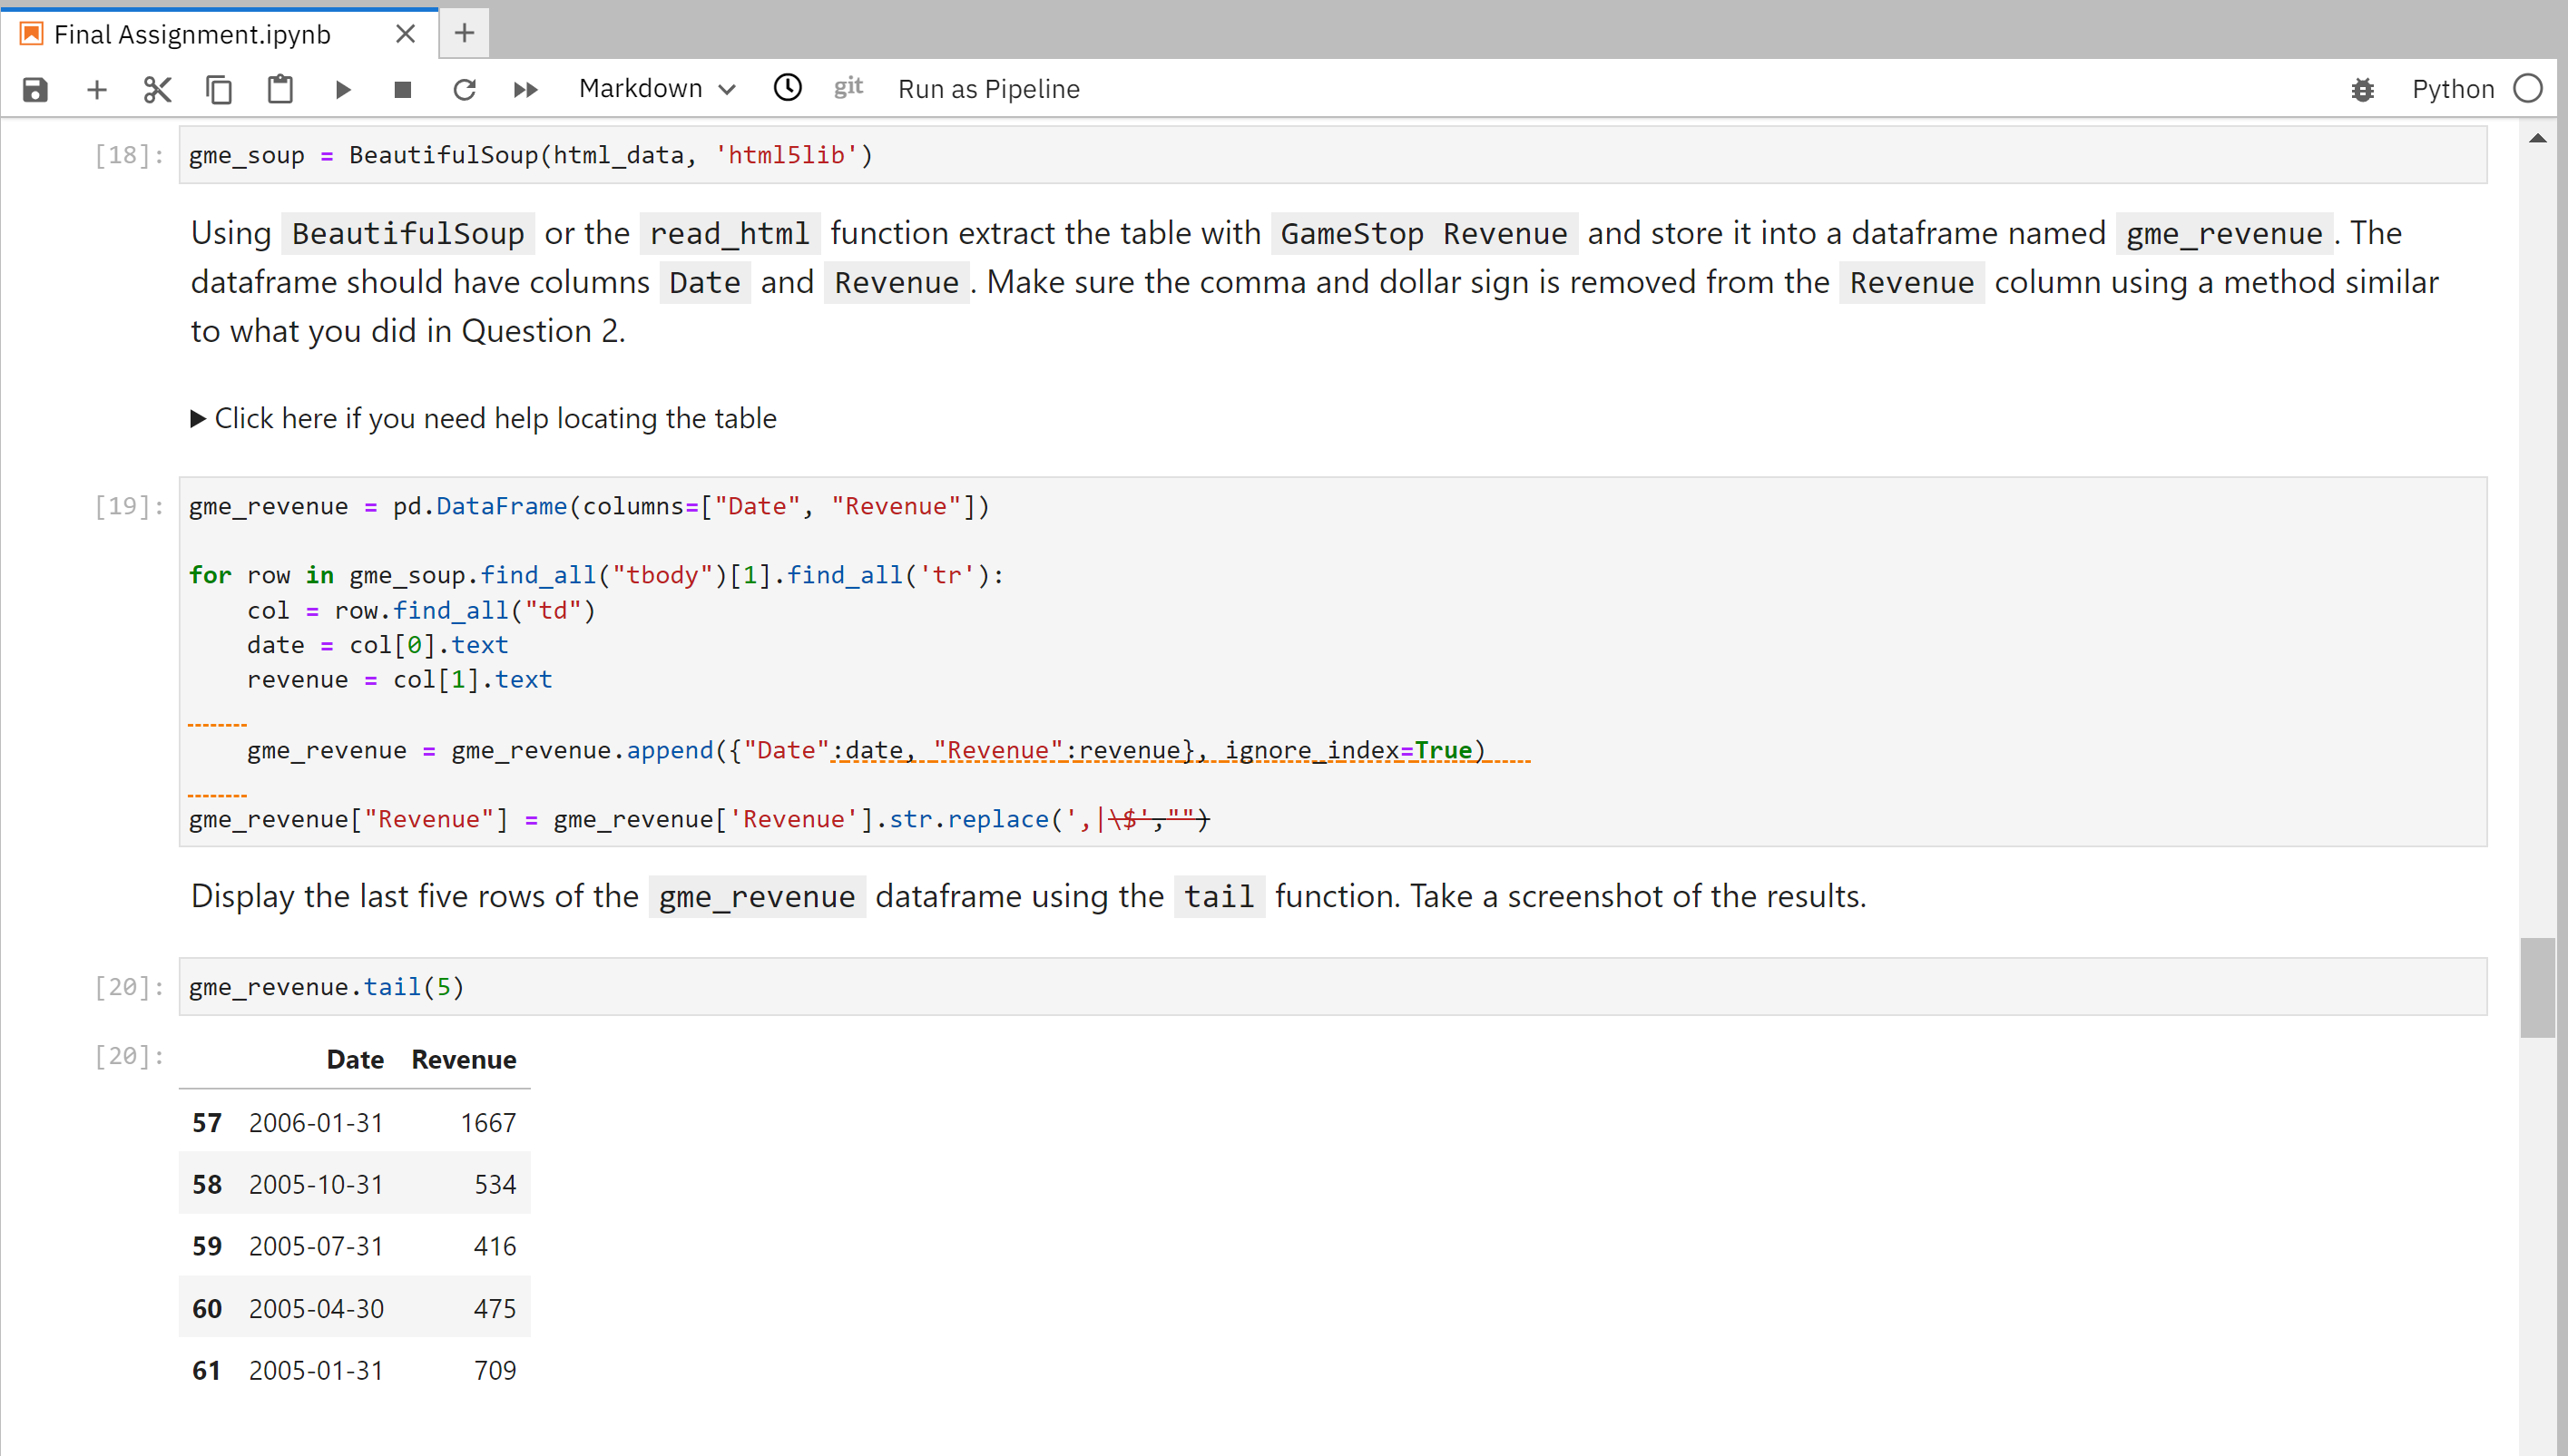 Final Assignment.ipynb
Markdown
git
Run as Pipeline
Python
[18]: gme_soup = BeautifulSoup(html_data, 'html5lib')
Using BeautifulSoup or the read_html function extract the table with GameStop Revenue and store it into a dataframe named gme_revenue. The
dataframe should have columns Date and Revenue. Make sure the comma and dollar sign is removed from the Revenue column using a method similar
to what you did in Question 2.
Click here if you need help locating the table
[19]: gme_revenue = pd.DataFrame(columns=["Date", "Revenue"])
for row in gme_soup.find_all("tbody")[1].find_all('tr'):
    col = row.find_all("td")
    date = col[0].text
    revenue = col[1].text
    gme_revenue = gme_revenue.append({"Date":date, "Revenue":revenue}, ignore_index=True)
gme_revenue["Revenue"] = gme_revenue['Revenue'].str.replace(',|\$',"")
Display the last five rows of the gme_revenue dataframe using the tail function. Take a screenshot of the results.
[20]: gme_revenue.tail(5)
[20]: Date Revenue
57 2006-01-31 1667
58 2005-10-31 534
59 2005-07-31 416
60 2005-04-30 475
61 2005-01-31 709